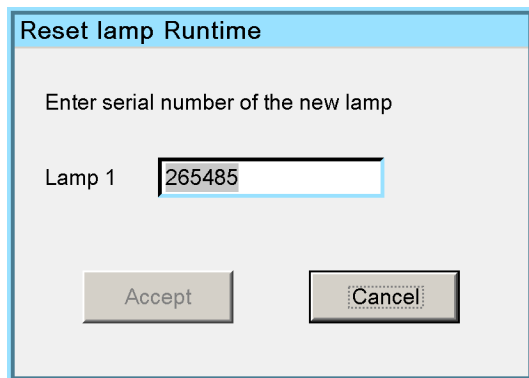 Reset lamp Runtime
Enter serial number of the new lamp
Lamp 1 265485
Accept Cancel